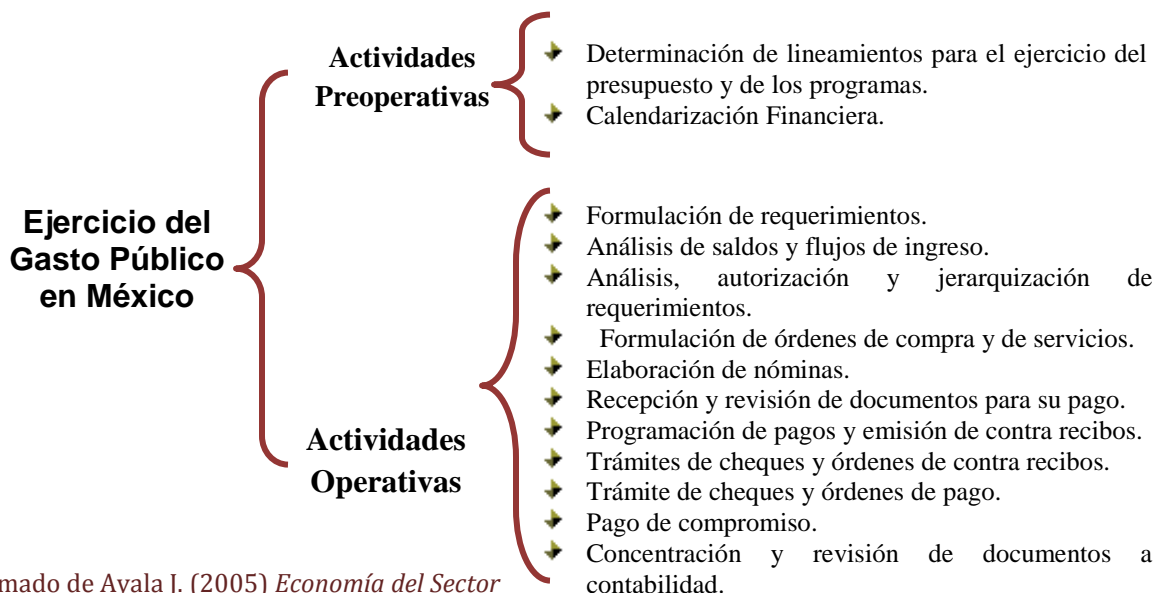 Ejercicio del
Gasto Público
en México
Actividades
Preoperativas
Determinación de lineamientos para el ejercicio del
presupuesto y de los programas.
Calendarización Financiera.
Actividades
Operativas
Formulación de requerimientos.
Análisis de saldos y flujos de ingreso.
Análisis, autorización y jerarquización de
requerimientos.
Formulación de órdenes de compra y de servicios.
Elaboración de nóminas.
Recepción y revisión de documentos para su pago.
Programación de pagos y emisión de contra recibos.
Trámites de cheques y órdenes de contra recibos.
Trámite de cheques y órdenes de pago.
Pago de compromiso.
Concentración y revisión de documentos a
contabilidad.
de Ayala J. (2005) Economía del Sector